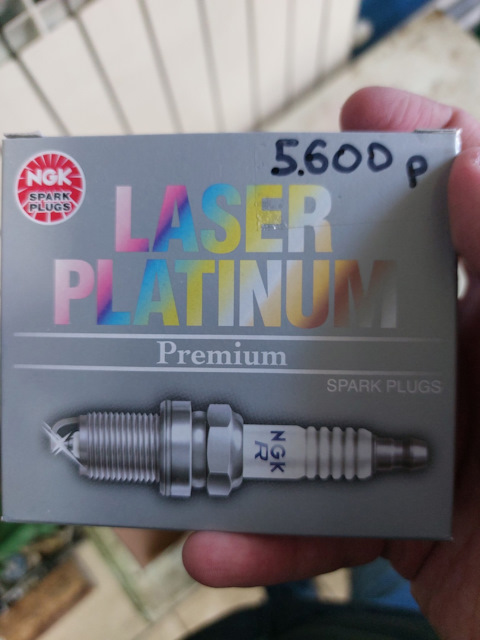 5.600 р
NGK
SPARK
PLUGS
LASER
PLATINUM
Premium
SPARK PLUGS
NGK
R